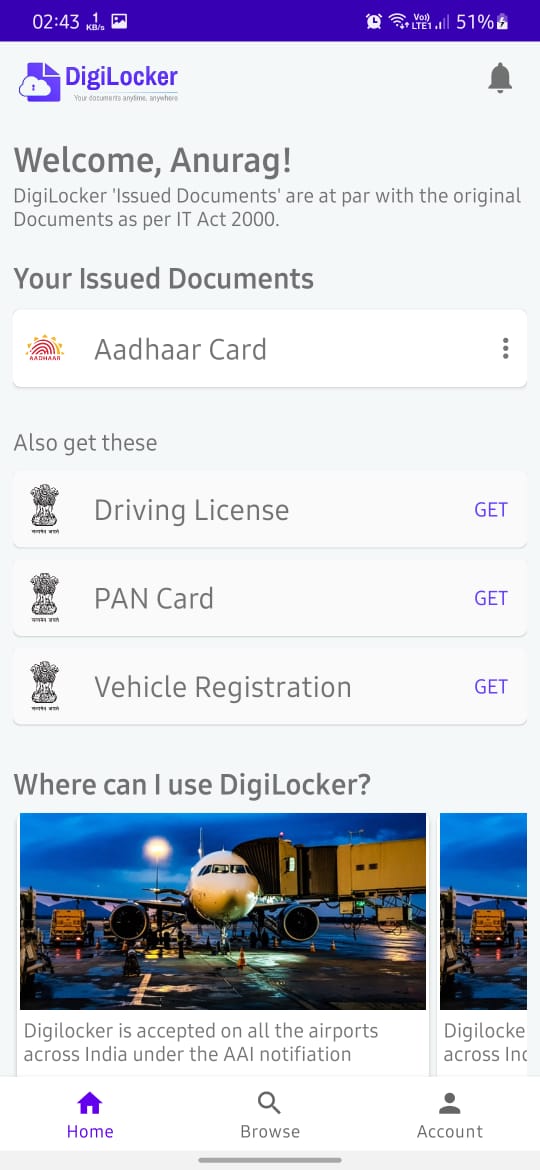 02:43 1 KB/s Vo)) LTE1 51%
DigiLocker
Your documents anytime, anywhere
Welcome, Anurag!
DigiLocker 'Issued Documents' are at par with the original
Documents as per IT Act 2000.
Your Issued Documents
AADHAAR
Aadhaar Card
Also get these
सत्यमेव जयते
Driving License GET
सत्यमेव जयते
PAN Card GET
सत्यमेव जयते
Vehicle Registration GET
Where can I use DigiLocker?
Digilocker is accepted on all the airports
across India under the AAI notifiation
Digilocke
across Inc
Home Browse Account